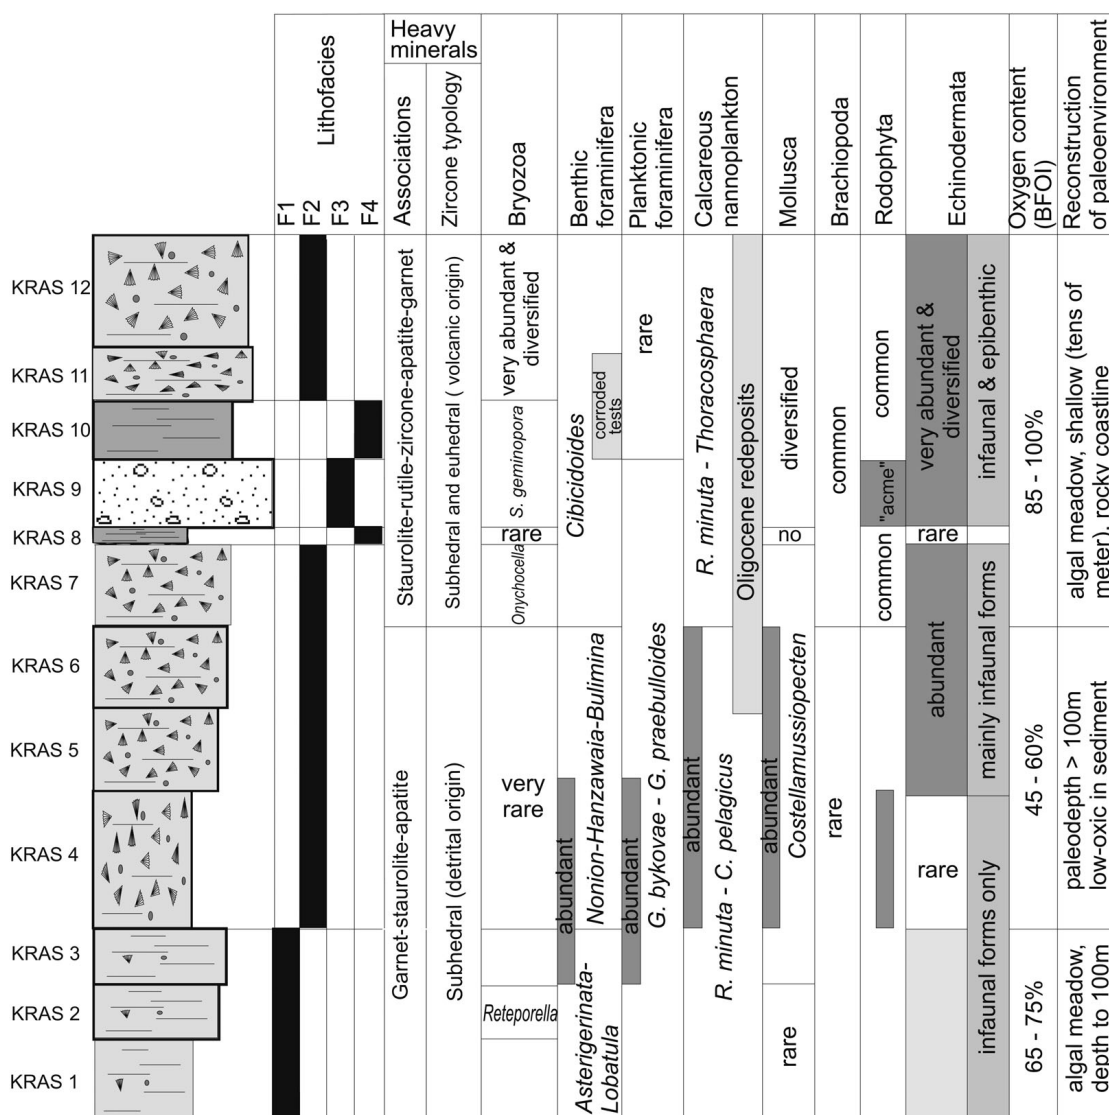 Lithofacies
F1
F2
F3
F4
Heavy
minerals
Associations
Zircone typology
Bryozoa
Benthic
foraminifera
Planktonic
foraminifera
Calcareous
nannoplankton
Mollusca
Brachiopoda
Rodophyta
Echinodermata
Oxygen content
(BFOI)
Reconstruction
of paleoenvironment
KRAS 12
KRAS 11
KRAS 10
KRAS 9
KRAS 8
KRAS 7
KRAS 6
KRAS 5
KRAS 4
KRAS 3
KRAS 2
KRAS 1
Staurolite-rutile-zircone-apatite-garnet
Garnet-staurolite-apatite
Subhedral and euhedral ( volcanic origin)
Subhedral (detrital origin)
very abundant &
diversified
S. geminopora
rare
Onychocella
very
rare
Reteporella
Cibicidoides
corroded
tests
Nonion-Hanzawaia-Bulimina
abundant
Asterigerinata-
Lobatula
rare
G. bykovae - G. praebulloides
abundant
R. minuta - Thoracosphaera
Oligocene redeposits
abundant
R. minuta - C. pelagicus
diversified
no
abundant
Costellamussiopecten
rare
common
rare
common
"acme"
common
very abundant &
diversified
rare
abundant
rare
infaunal & epibenthic
mainly infaunal forms
infaunal forms only
85 - 100%
45 - 60%
65 - 75%
algal meadow, shallow (tens of
meter), rocky coastline
paleodepth > 100m
low-oxic in sediment
algal meadow,
depth to 100m